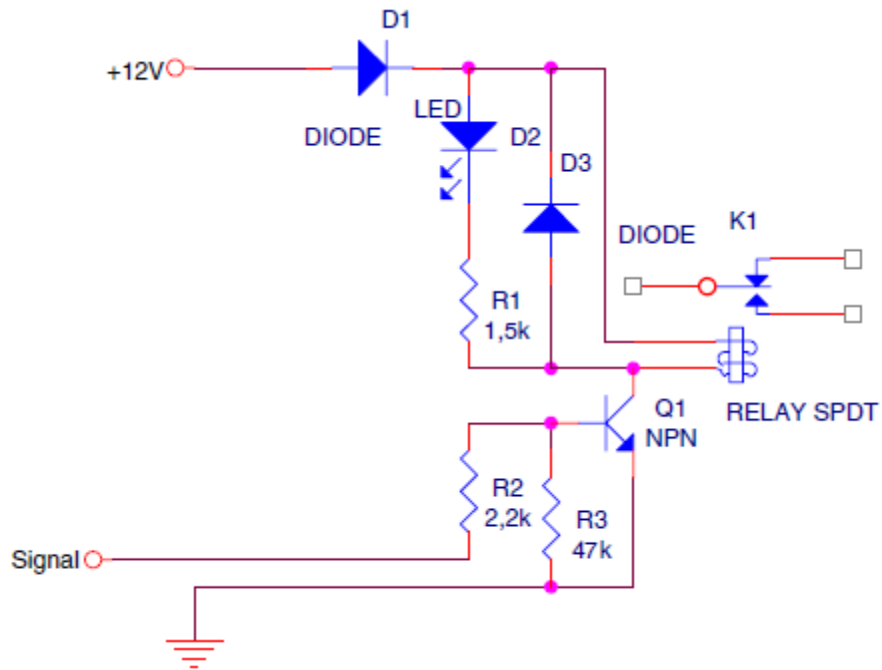 D1
+12V
DIODE
LED
D2
D3
DIODE
K1
R1
1,5k
RELAY SPDT
Q1
NPN
R2
2,2k
R3
47k
Signal